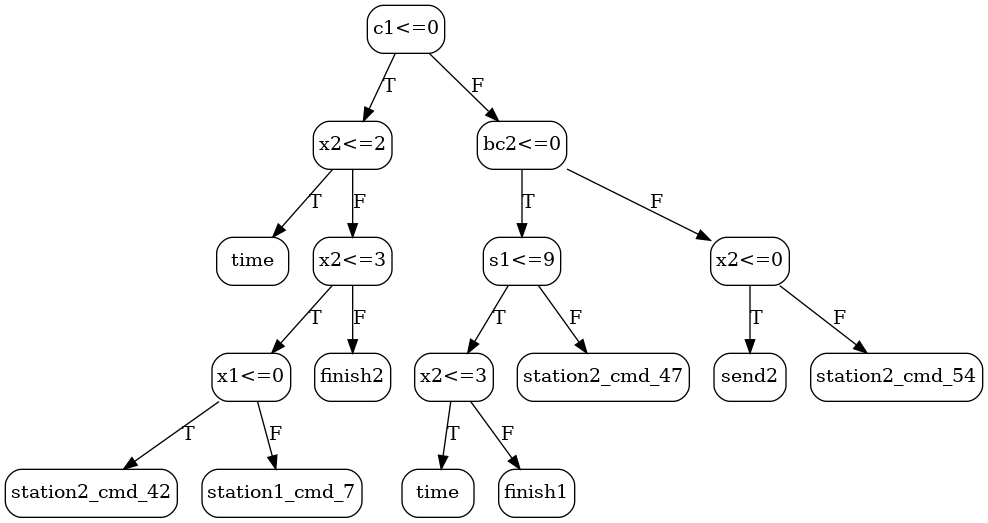 c1<=0
T
F
x2<=2
bc2<=0
T
F
T
F
time
x2<=3
s1<=9
x2<=0
T
F
T
F
T
F
x1<=0
finish2
x2<=3
station2_cmd_47
send2
station2_cmd_54
T
F
T
F
station2_cmd_42
station1_cmd_7
time
finish1